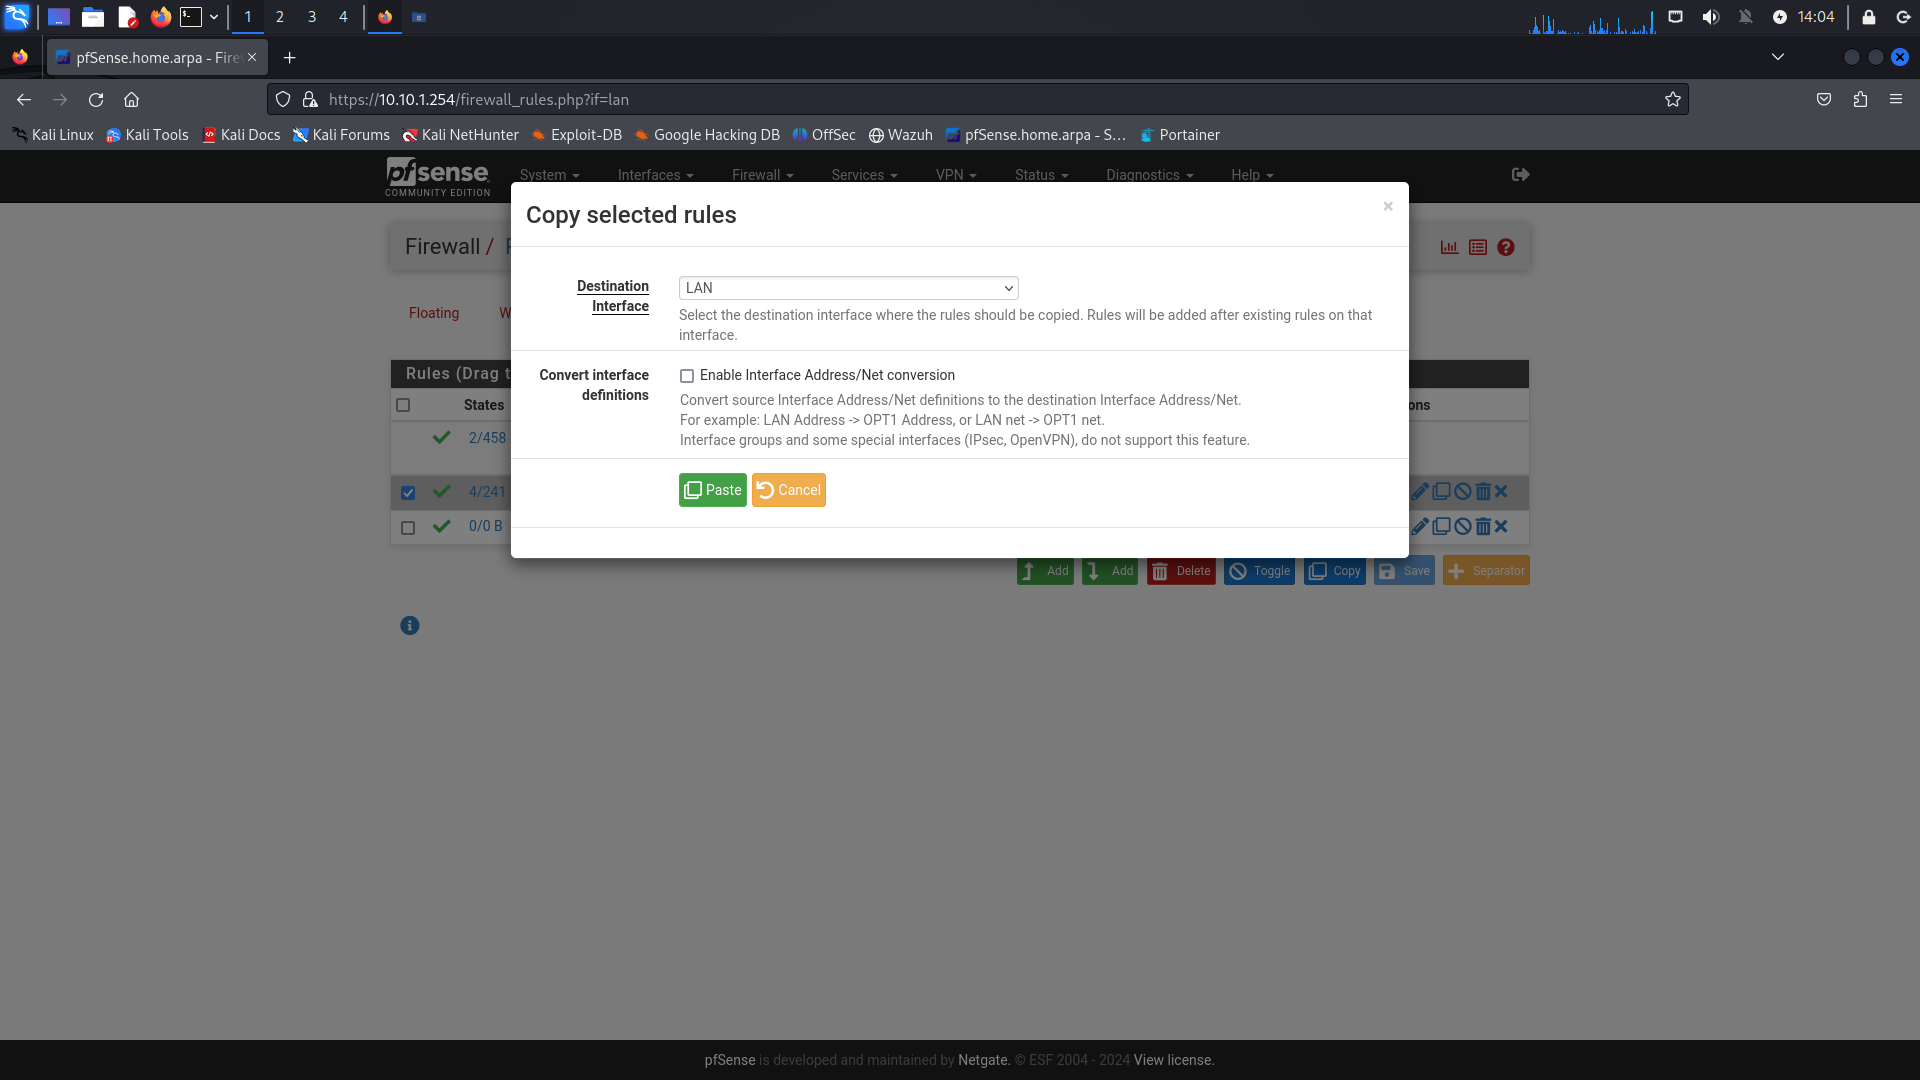 1 2 3 4 14:04
pfSense.home.arpa - Fire
https://10.10.1.254/firewall_rules.php?if=lan
Kali Linux Kali Tools Kali Docs Kali Forums Kali NetHunter Exploit-DB Google Hacking DB OffSec Wazuh pfSense.home.arpa - S... Portainer
pfsense
COMMUNITY EDITION
System Interfaces Firewall Services VPN Status Diagnostics Help
Copy selected rules ×
Firewall /
Destination Interface LAN
Select the destination interface where the rules should be copied. Rules will be added after existing rules on that
interface.
Floating W
Convert interface definitions Enable Interface Address/Net conversion
Convert source Interface Address/Net definitions to the destination Interface Address/Net.
For example: LAN Address -> OPT1 Address, or LAN net -> OPT1 net.
Interface groups and some special interfaces (IPsec, OpenVPN), do not support this feature.
Paste Cancel
Rules (Drag t
States ons
2/458
4/241
0/0 B
Add Add Delete Toggle Copy Save Separator
pfSense is developed and maintained by Netgate. © ESF 2004 - 2024 View license.